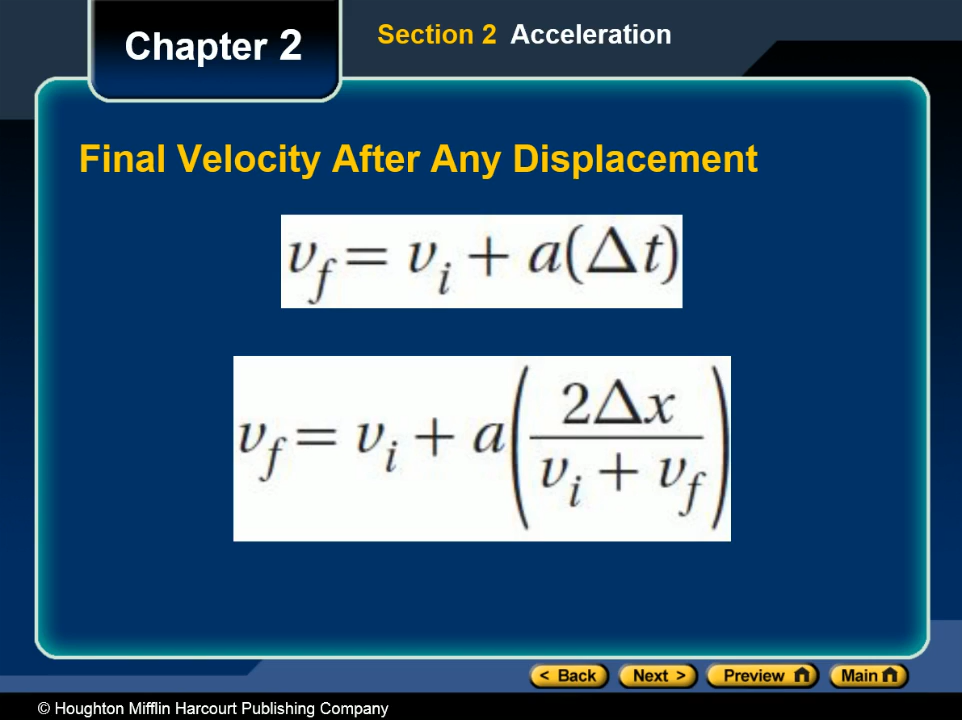 Chapter 2
Section 2 Acceleration
Final Velocity After Any Displacement
v_f = v_i + a(Δt)
v_f = v_i + a(2Δx / (v_i + v_f))
< Back
Next >
Preview
Main
© Houghton Mifflin Harcourt Publishing Company